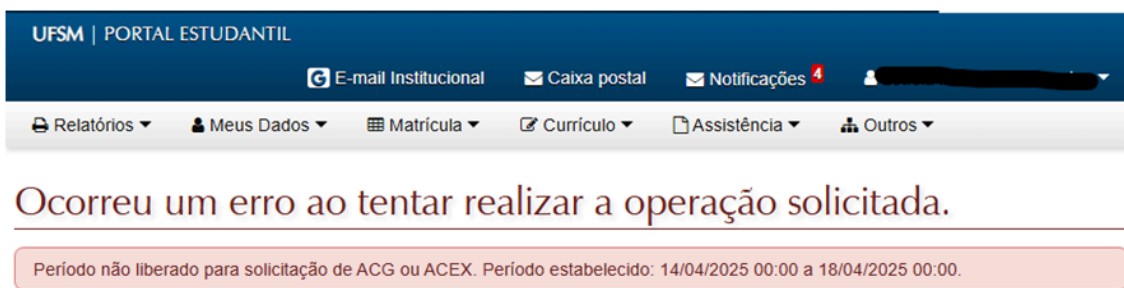 UFSM | PORTAL ESTUDANTIL
G E-mail Institucional Caixa postal Notificações 4
Relatórios Meus Dados Matrícula Currículo Assistência Outros
Ocorreu um erro ao tentar realizar a operação solicitada.
Período não liberado para solicitação de ACG ou ACEX. Período estabelecido: 14/04/2025 00:00 a 18/04/2025 00:00.